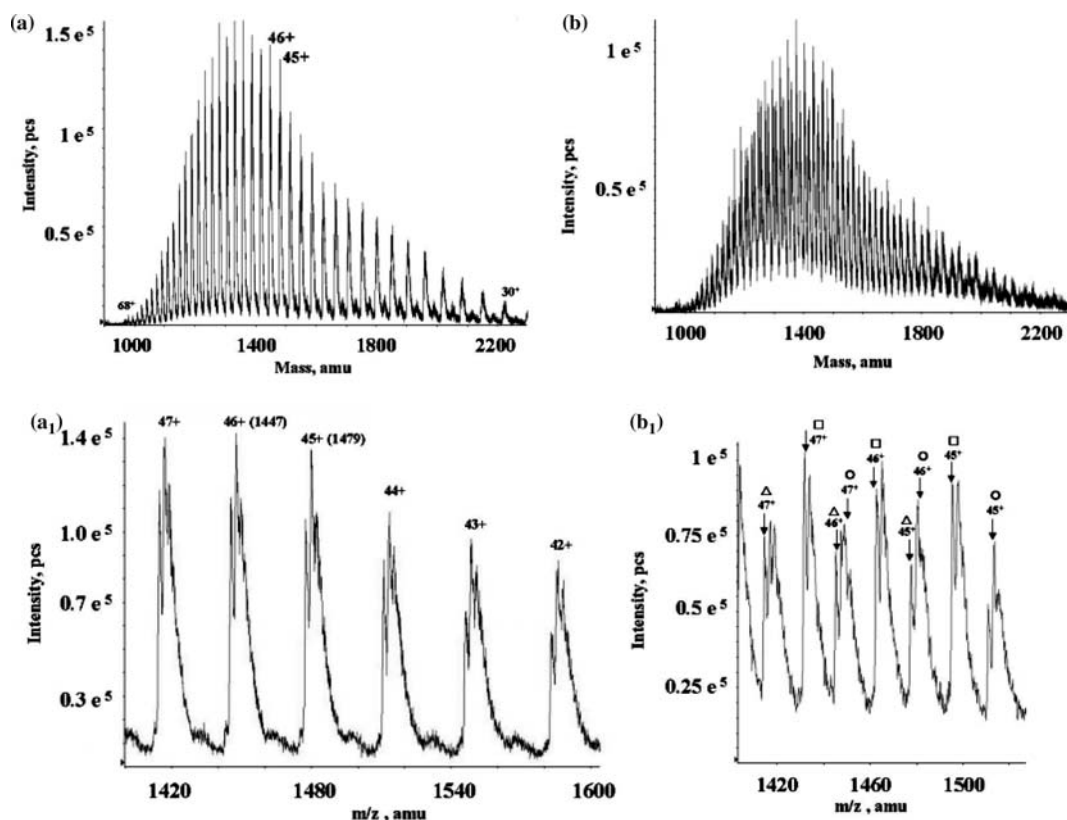 (a)
1.5 e⁵
1 e⁵
0.5 e⁵
Intensity, pcs
46+
45+
68⁺
30⁺
1000 1400 1800 2200
Mass, amu
(b)
1 e⁵
0.5 e⁵
Intensity, pcs
1000 1400 1800 2200
Mass, amu
(a₁)
1.4 e⁵
1.0 e⁵
0.7 e⁵
0.3 e⁵
Intensity, pcs
47+ 46+ (1447) 45+ (1479)
44+
43+
42+
1420 1480 1540 1600
m/z , amu
(b₁)
1 e⁵
0.75 e⁵
0.5 e⁵
0.25 e⁵
Intensity, pcs
□ 47⁺
□ 46⁺
○ 46⁺
□ 45⁺
△ 47⁺
△ 46⁺
○ 47⁺
△ 45⁺
○ 45⁺
1420 1460 1500
m/z , amu